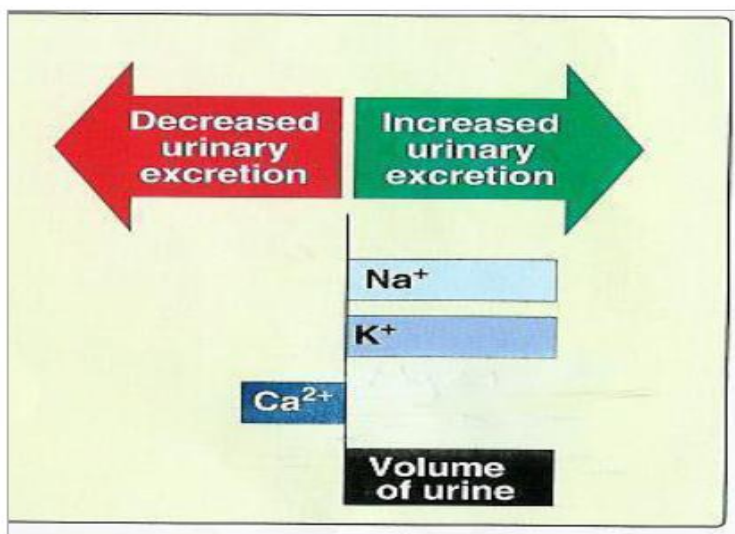 Decreased
urinary
excretion
Increased
urinary
excretion
Na⁺
K⁺
Ca²⁺
Volume
of urine